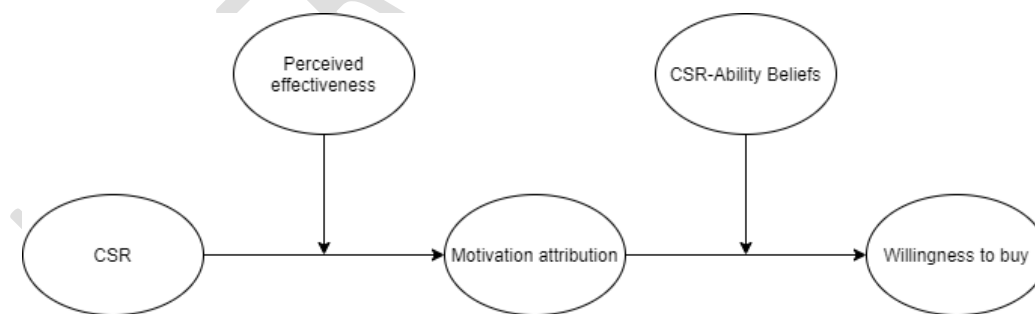 Perceived
effectiveness
CSR-Ability Beliefs
CSR
Motivation attribution
Willingness to buy